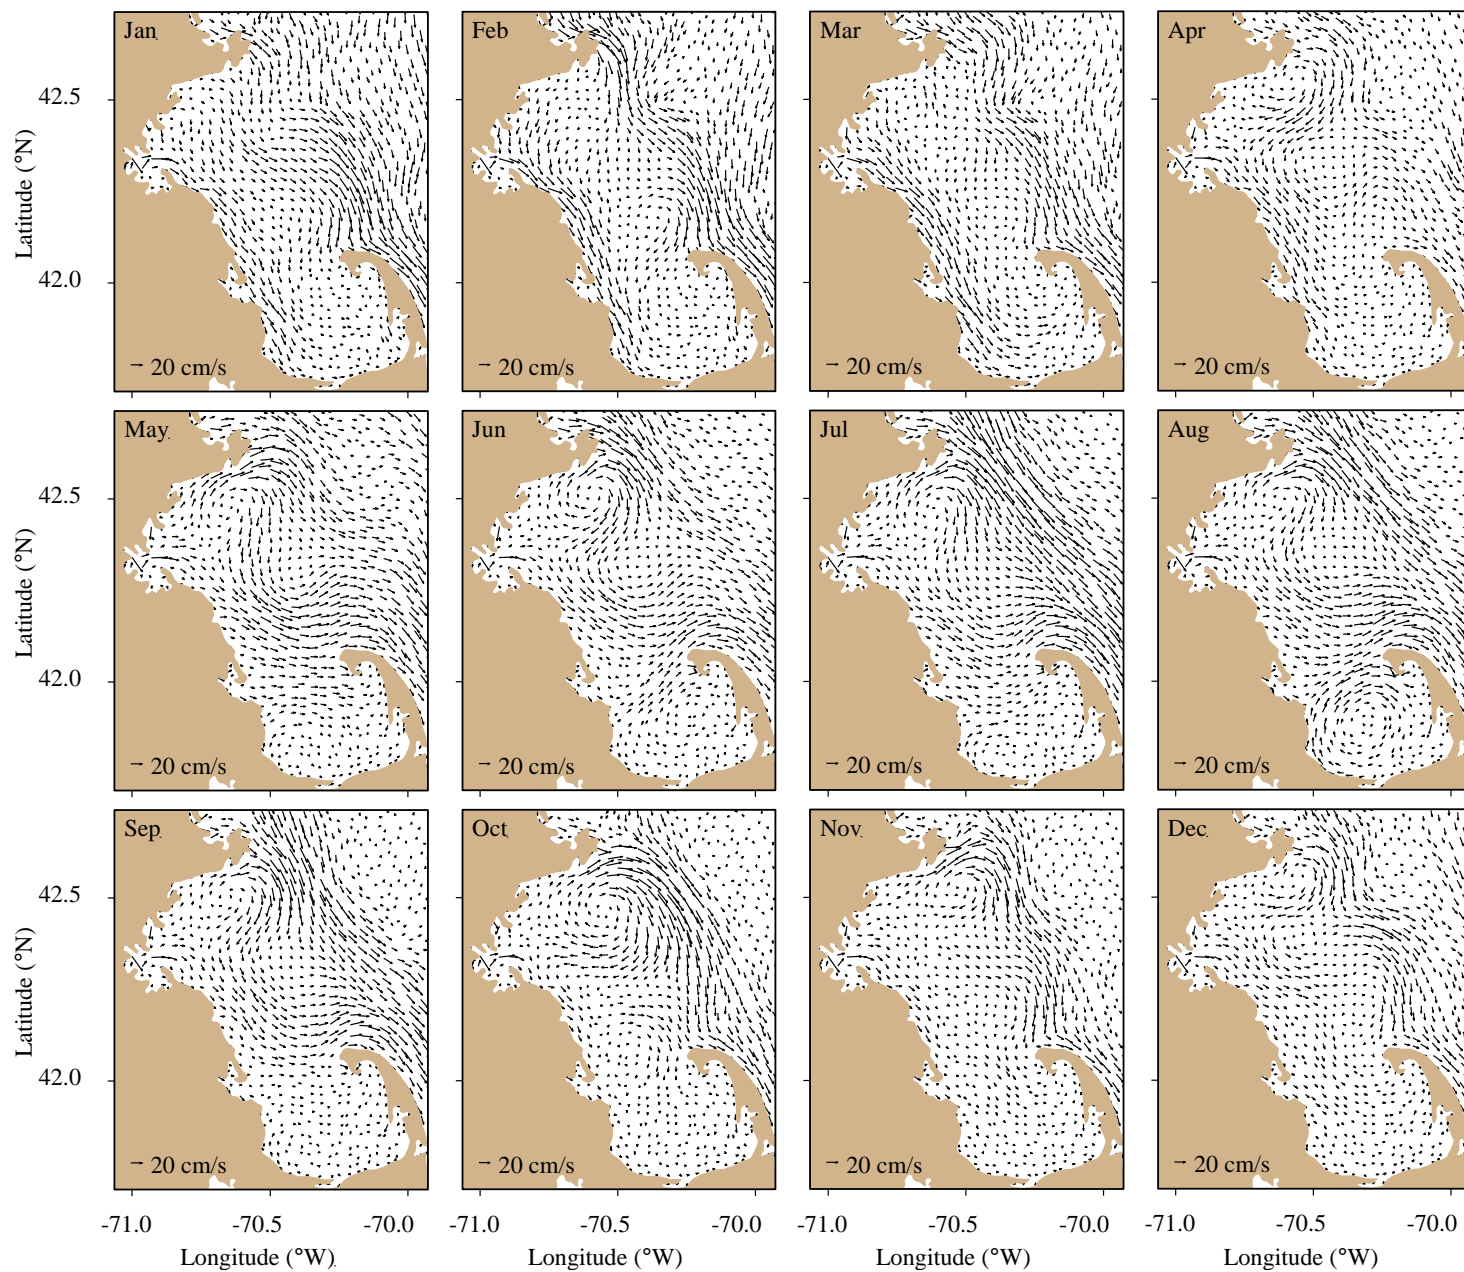 Jan
Feb
Mar
Apr
42.5
Latitude (°N)
42.0
→ 20 cm/s
→ 20 cm/s
→ 20 cm/s
→ 20 cm/s
May
Jun
Jul
Aug
42.5
Latitude (°N)
42.0
→ 20 cm/s
→ 20 cm/s
→ 20 cm/s
→ 20 cm/s
Sep
Oct
Nov
Dec
42.5
Latitude (°N)
42.0
→ 20 cm/s
→ 20 cm/s
→ 20 cm/s
→ 20 cm/s
-71.0 -70.5 -70.0
-71.0 -70.5 -70.0
-71.0 -70.5 -70.0
-71.0 -70.5 -70.0
Longitude (°W)
Longitude (°W)
Longitude (°W)
Longitude (°W)